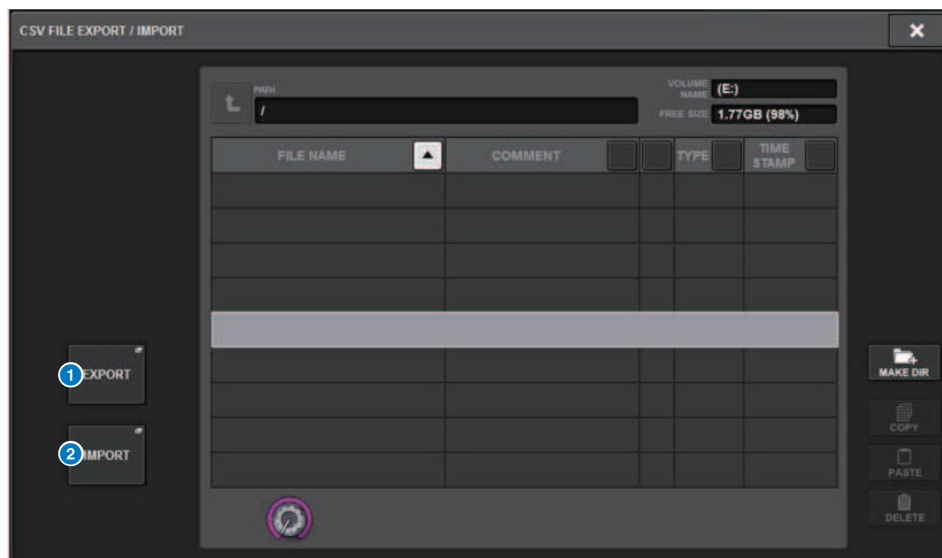 CSV FILE EXPORT / IMPORT
PATH
/
VOLUME NAME
(E:)
FREE SIZE
1.77GB (98%)
FILE NAME
COMMENT
TYPE
TIME STAMP
1 EXPORT
2 IMPORT
MAKE DIR
COPY
PASTE
DELETE